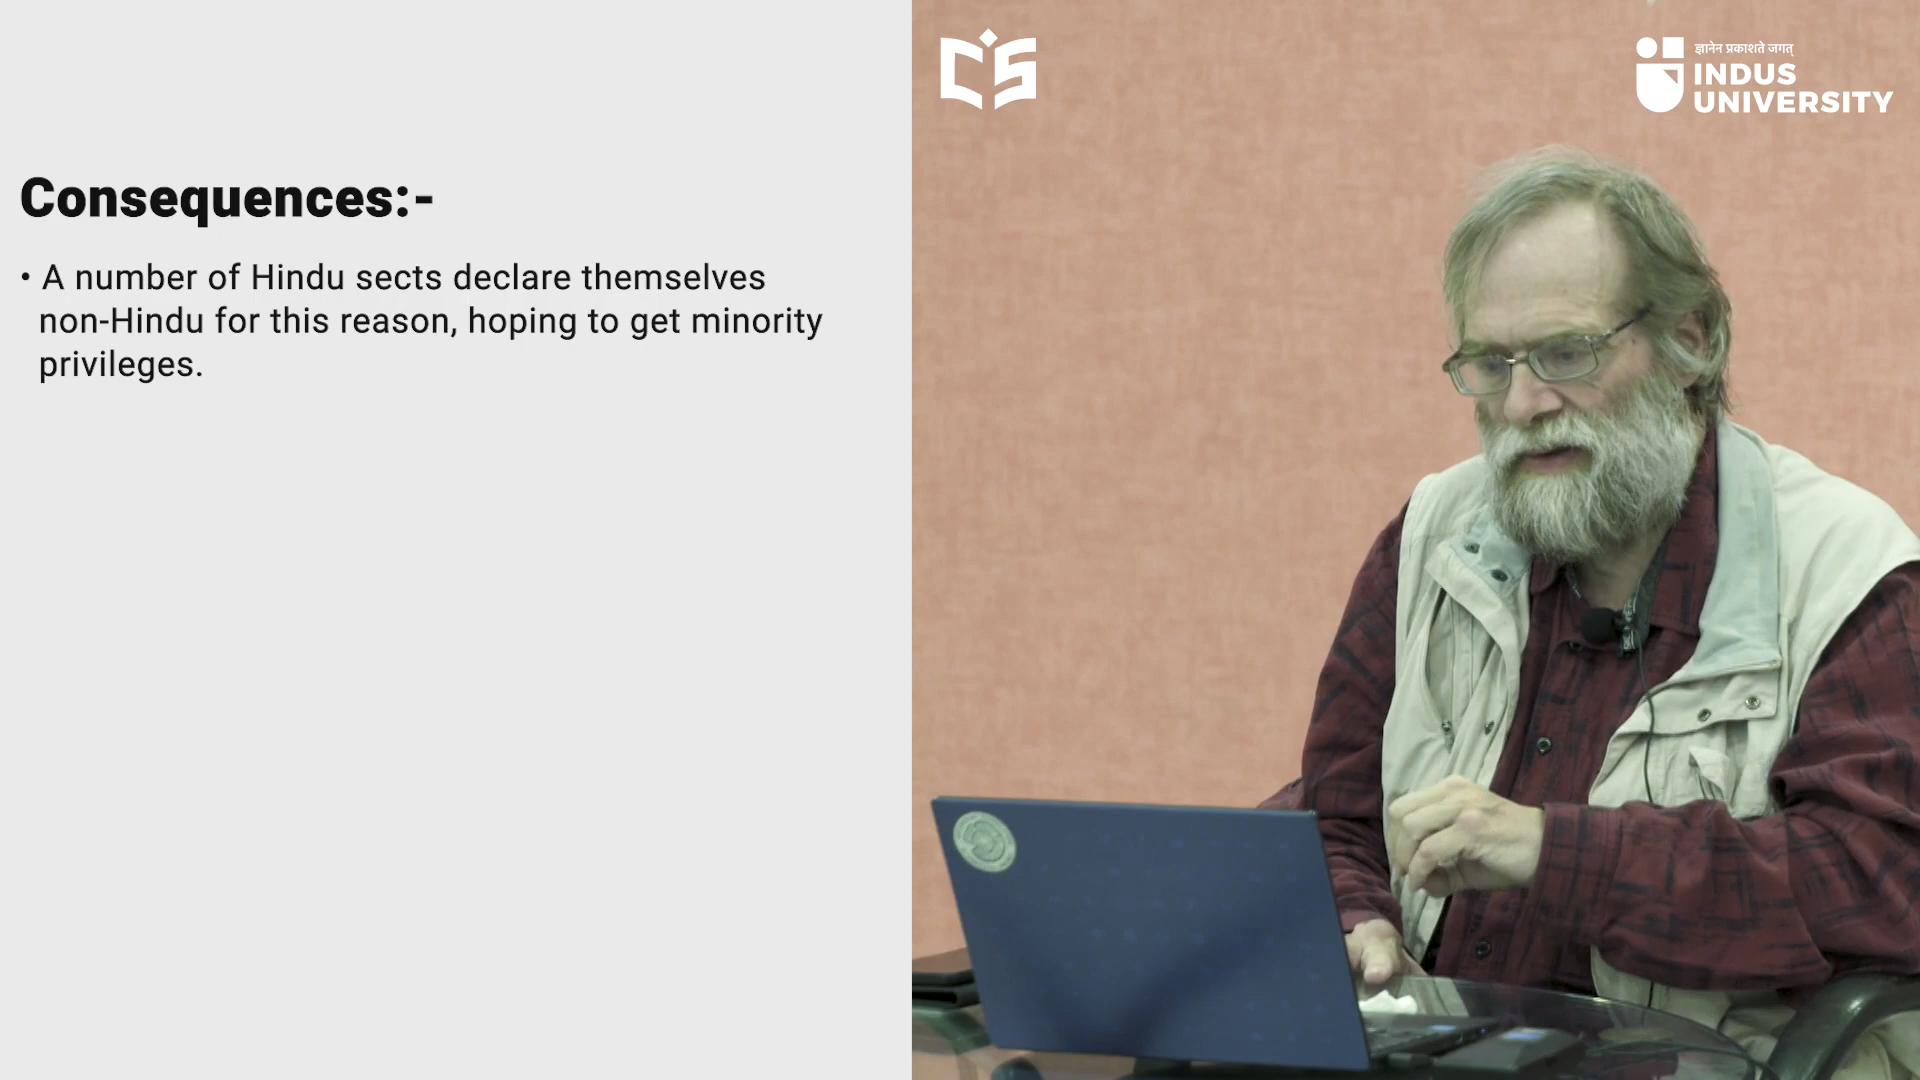 Consequences:-
• A number of Hindu sects declare themselves
non-Hindu for this reason, hoping to get minority
privileges.
CIS
ज्ञानेन प्रकाशते जगत्
INDUS
UNIVERSITY